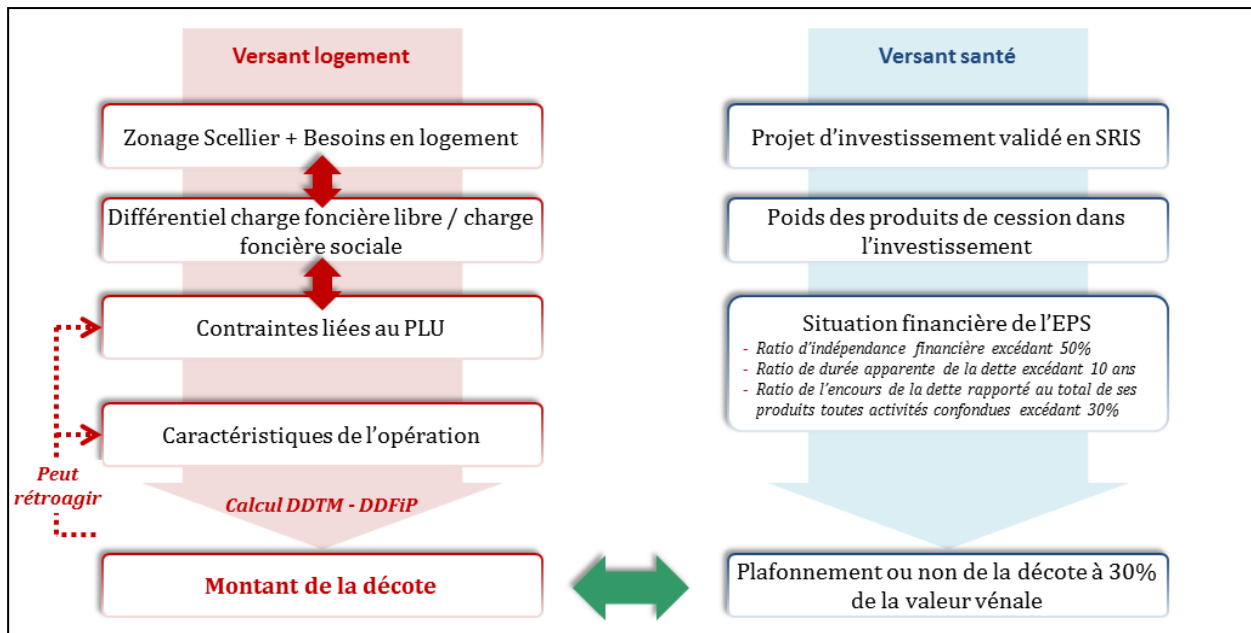 Versant logement
Zonage Scellier + Besoins en logement
Différentiel charge foncière libre / charge
foncière sociale
Contraintes liées au PLU
Caractéristiques de l'opération
Peut
rétroagir
Calcul DDTM - DDFiP
Montant de la décote
Versant santé
Projet d'investissement validé en SRIS
Poids des produits de cession dans
l'investissement
Situation financière de l'EPS
- Ratio d'indépendance financière excédant 50%
- Ratio de durée apparente de la dette excédant 10 ans
- Ratio de l'encours de la dette rapporté au total de ses
produits toutes activités confondues excédant 30%
Plafonnement ou non de la décote à 30%
de la valeur vénale